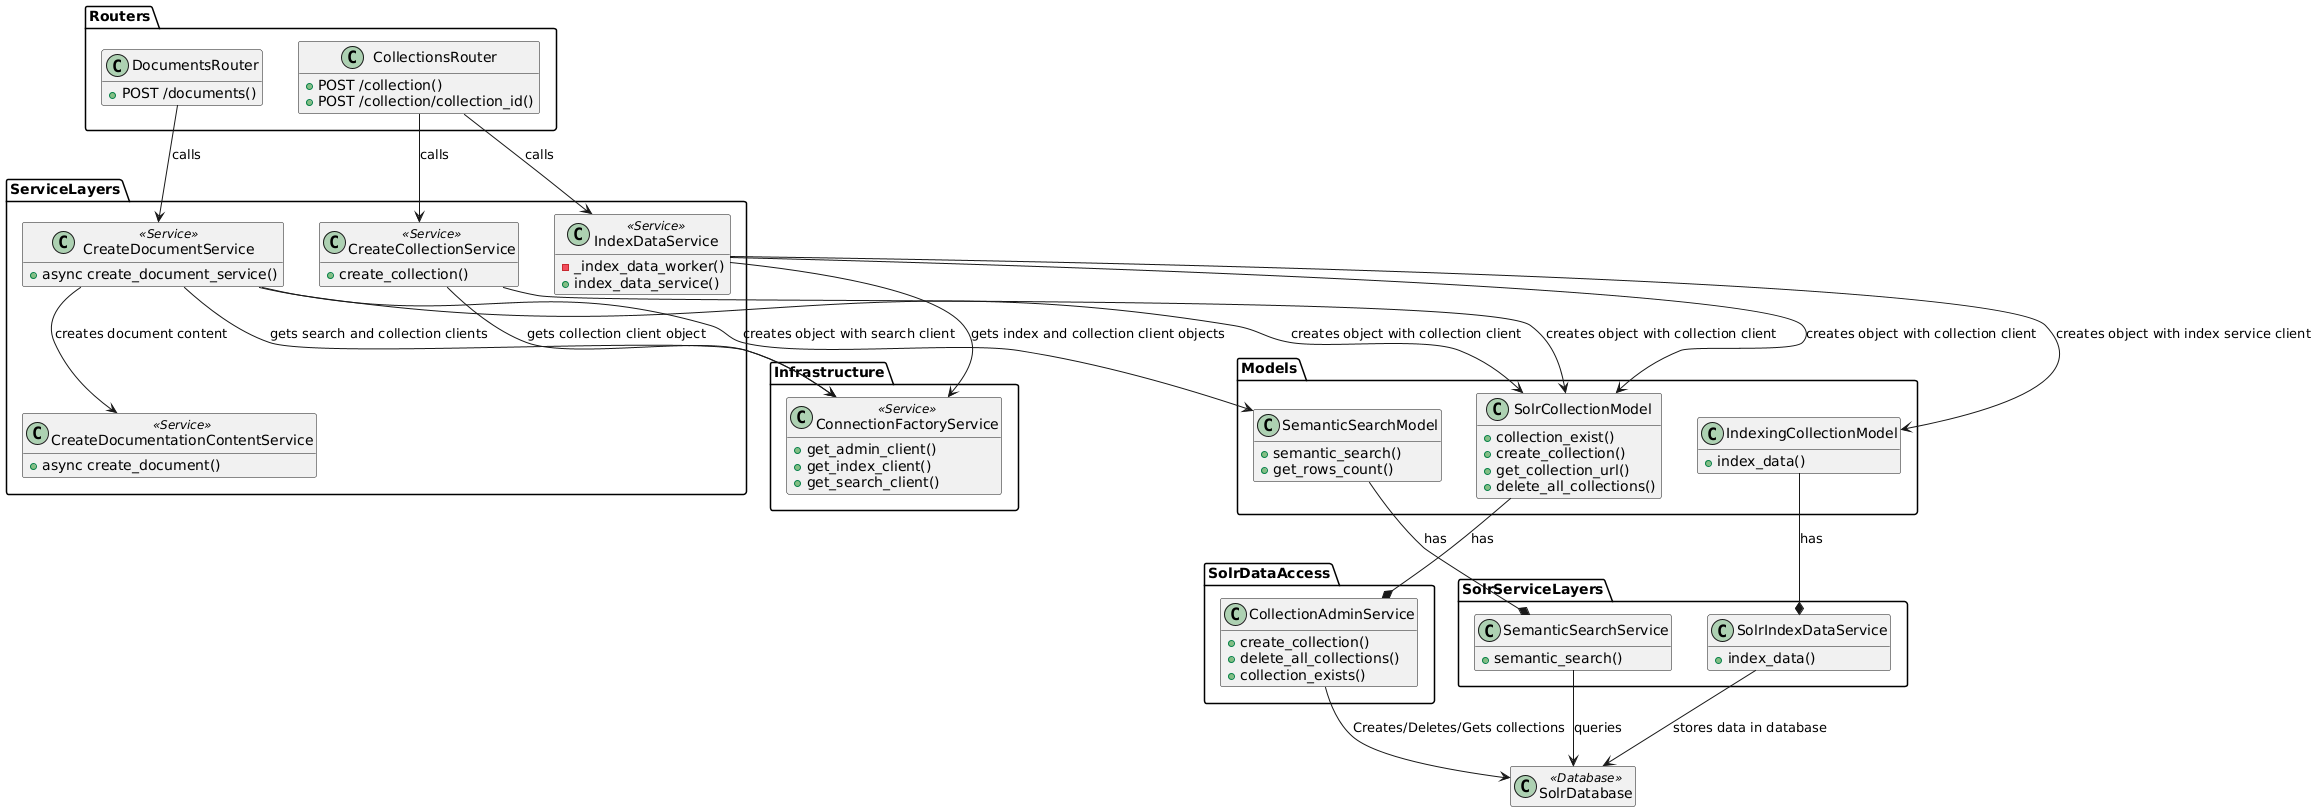 Routers
DocumentsRouter
POST /documents()
CollectionsRouter
POST /collection()
POST /collection/collection_id()
calls
calls
calls
ServiceLayers
«Service»
CreateDocumentService
async create_document_service()
«Service»
CreateCollectionService
create_collection()
«Service»
IndexDataService
_index_data_worker()
index_data_service()
creates document content
gets search and collection clients
gets collection client object
creates object with search client
gets index and collection client objects
creates object with collection client
creates object with collection client
creates object with collection client
creates object with index service client
«Service»
CreateDocumentationContentService
async create_document()
Infrastructure
«Service»
ConnectionFactoryService
get_admin_client()
get_index_client()
get_search_client()
Models
SemanticSearchModel
semantic_search()
get_rows_count()
SolrCollectionModel
collection_exist()
create_collection()
get_collection_url()
delete_all_collections()
IndexingCollectionModel
index_data()
has
has
has
SolrDataAccess
CollectionAdminService
create_collection()
delete_all_collections()
collection_exists()
SolrServiceLayers
SemanticSearchService
semantic_search()
SolrIndexDataService
index_data()
Creates/Deletes/Gets collections
queries
stores data in database
«Database»
SolrDatabase